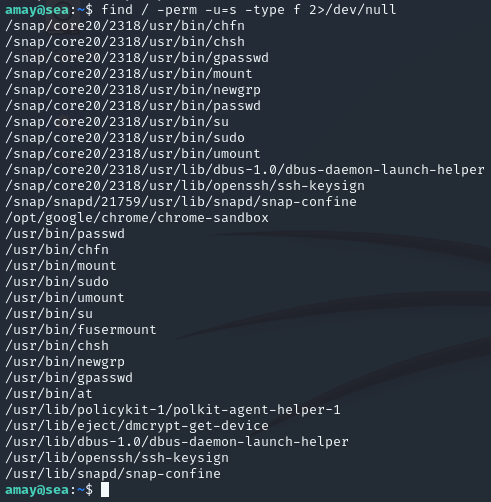 amay@sea:~$ find / -perm -u=s -type f 2>/dev/null
/snap/core20/2318/usr/bin/chfn
/snap/core20/2318/usr/bin/chsh
/snap/core20/2318/usr/bin/gpasswd
/snap/core20/2318/usr/bin/mount
/snap/core20/2318/usr/bin/newgrp
/snap/core20/2318/usr/bin/passwd
/snap/core20/2318/usr/bin/su
/snap/core20/2318/usr/bin/sudo
/snap/core20/2318/usr/bin/umount
/snap/core20/2318/usr/lib/dbus-1.0/dbus-daemon-launch-helper
/snap/core20/2318/usr/lib/openssh/ssh-keysign
/snap/snapd/21759/usr/lib/snapd/snap-confine
/opt/google/chrome/chrome-sandbox
/usr/bin/passwd
/usr/bin/chfn
/usr/bin/mount
/usr/bin/sudo
/usr/bin/umount
/usr/bin/su
/usr/bin/fusermount
/usr/bin/chsh
/usr/bin/newgrp
/usr/bin/gpasswd
/usr/bin/at
/usr/lib/policykit-1/polkit-agent-helper-1
/usr/lib/eject/dmcrypt-get-device
/usr/lib/dbus-1.0/dbus-daemon-launch-helper
/usr/lib/openssh/ssh-keysign
/usr/lib/snapd/snap-confine
amay@sea:~$